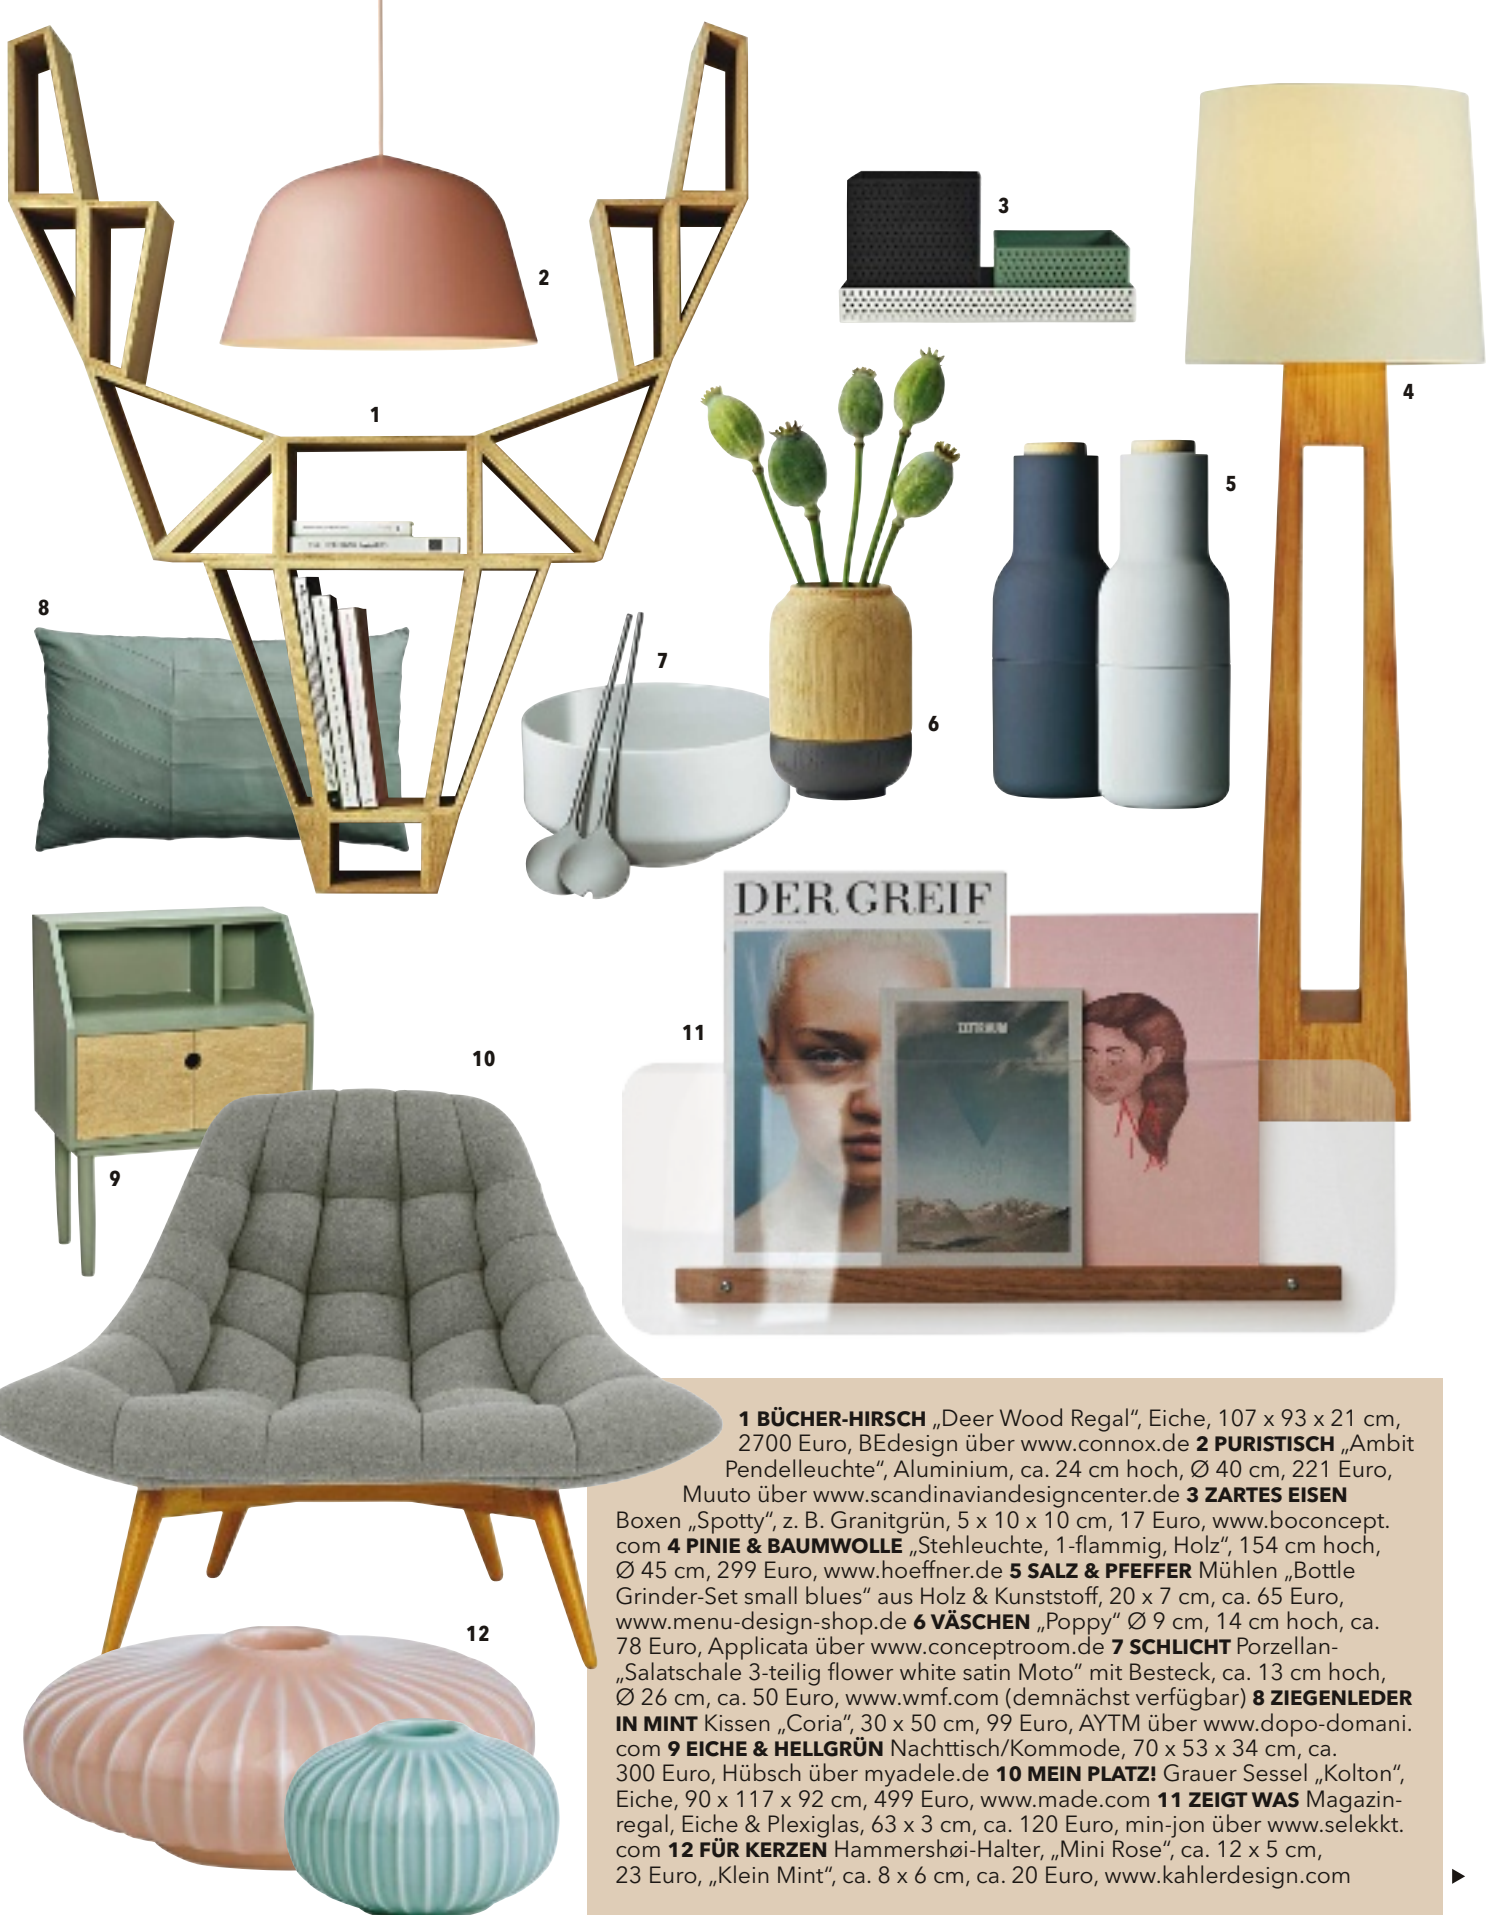 2
3
4
1
5
8
7
6
DER GREIF
11
10
9
12
1 BÜCHER-HIRSCH „Deer Wood Regal“, Eiche, 107 x 93 x 21 cm,
2700 Euro, BEdesign über www.connox.de 2 PURISTISCH „Ambit
Pendelleuchte“, Aluminium, ca. 24 cm hoch, Ø 40 cm, 221 Euro,
Muuto über www.scandinaviandesigncenter.de 3 ZARTES EISEN
Boxen „Spotty“, z. B. Granitgrün, 5 x 10 x 10 cm, 17 Euro, www.boconcept.
com 4 PINIE & BAUMWOLLE „Stehleuchte, 1-flammig, Holz“, 154 cm hoch,
Ø 45 cm, 299 Euro, www.hoeffner.de 5 SALZ & PFEFFER Mühlen „Bottle
Grinder-Set small blues“ aus Holz & Kunststoff, 20 x 7 cm, ca. 65 Euro,
www.menu-design-shop.de 6 VÄSCHEN „Poppy“ Ø 9 cm, 14 cm hoch, ca.
78 Euro, Applicata über www.conceptroom.de 7 SCHLICHT Porzellan-
„Salatschale 3-teilig flower white satin Moto“ mit Besteck, ca. 13 cm hoch,
Ø 26 cm, ca. 50 Euro, www.wmf.com (demnächst verfügbar) 8 ZIEGENLEDER
IN MINT Kissen „Coria“, 30 x 50 cm, 99 Euro, AYTM über www.dopo-domani.
com 9 EICHE & HELLGRÜN Nachttisch/Kommode, 70 x 53 x 34 cm, ca.
300 Euro, Hübsch über myadele.de 10 MEIN PLATZ! Grauer Sessel „Kolton“,
Eiche, 90 x 117 x 92 cm, 499 Euro, www.made.com 11 ZEIGT WAS Magazin-
regal, Eiche & Plexiglas, 63 x 3 cm, ca. 120 Euro, min-jon über www.selekkt.
com 12 FÜR KERZEN Hammershøi-Halter, „Mini Rose“, ca. 12 x 5 cm,
23 Euro, „Klein Mint“, ca. 8 x 6 cm, ca. 20 Euro, www.kahlerdesign.com